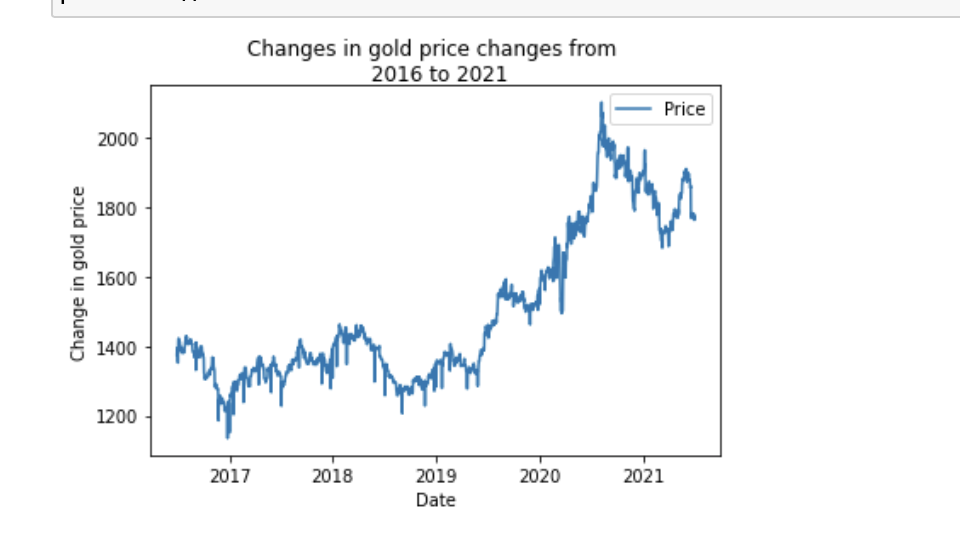 Changes in gold price changes from
2016 to 2021
Price
Change in gold price
2000
1800
1600
1400
1200
2017 2018 2019 2020 2021
Date